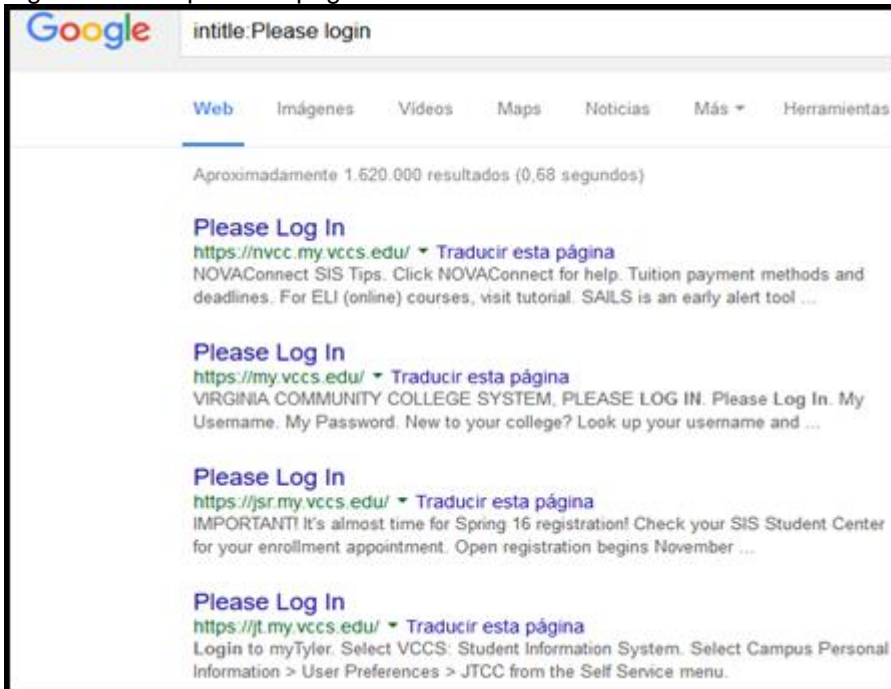 Google
intitle:Please login
Web Imágenes Vídeos Maps Noticias Más Herramientas
Aproximadamente 1.620.000 resultados (0,68 segundos)
Please Log In
https://nvcc.my.vccs.edu/ Traducir esta página
NOVAConnect SIS Tips. Click NOVAConnect for help. Tuition payment methods and
deadlines. For ELI (online) courses, visit tutorial. SAILS is an early alert tool ...
Please Log In
https://my.vccs.edu/ Traducir esta página
VIRGINIA COMMUNITY COLLEGE SYSTEM, PLEASE LOG IN. Please Log In. My
Username. My Password. New to your college? Look up your username and ...
Please Log In
https://jsr.my.vccs.edu/ Traducir esta página
IMPORTANT! It's almost time for Spring 16 registration! Check your SIS Student Center
for your enrollment appointment. Open registration begins November ...
Please Log In
https://jt.my.vccs.edu/ Traducir esta página
Login to myTyler. Select VCCS: Student Information System. Select Campus Personal
Information > User Preferences > JTCC from the Self Service menu.